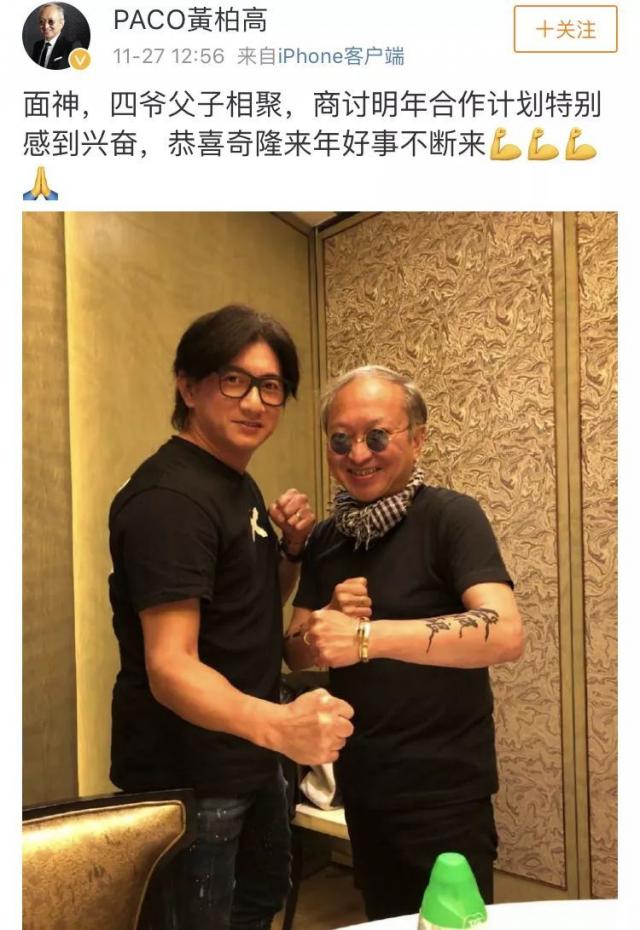 PACO黃柏高
11-27 12:56 来自iPhone客户端
+关注
面神，四爷父子相聚，商讨明年合作计划特别
感到兴奋，恭喜奇隆来年好事不断来💪💪💪
🙏